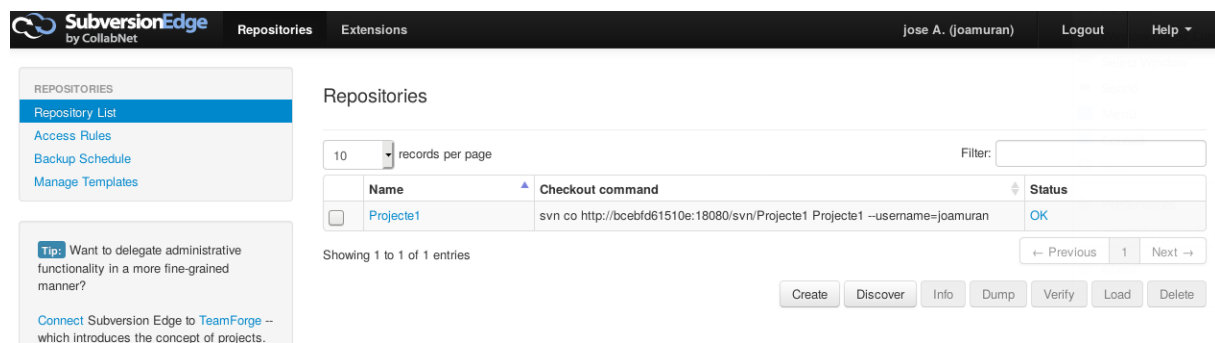 SubversionEdge
by CollabNet
Repositories Extensions jose A. (joamuran) Logout Help
REPOSITORIES
Repository List
Access Rules
Backup Schedule
Manage Templates
Tip: Want to delegate administrative
functionality in a more fine-grained
manner?
Connect Subversion Edge to TeamForge --
which introduces the concept of projects.
Repositories
10 records per page Filter:
Name Checkout command Status
Projecte1 svn co http://bcebfd61510e:18080/svn/Projecte1 Projecte1 --username=joamuran OK
Showing 1 to 1 of 1 entries
← Previous 1 Next →
Create Discover Info Dump Verify Load Delete